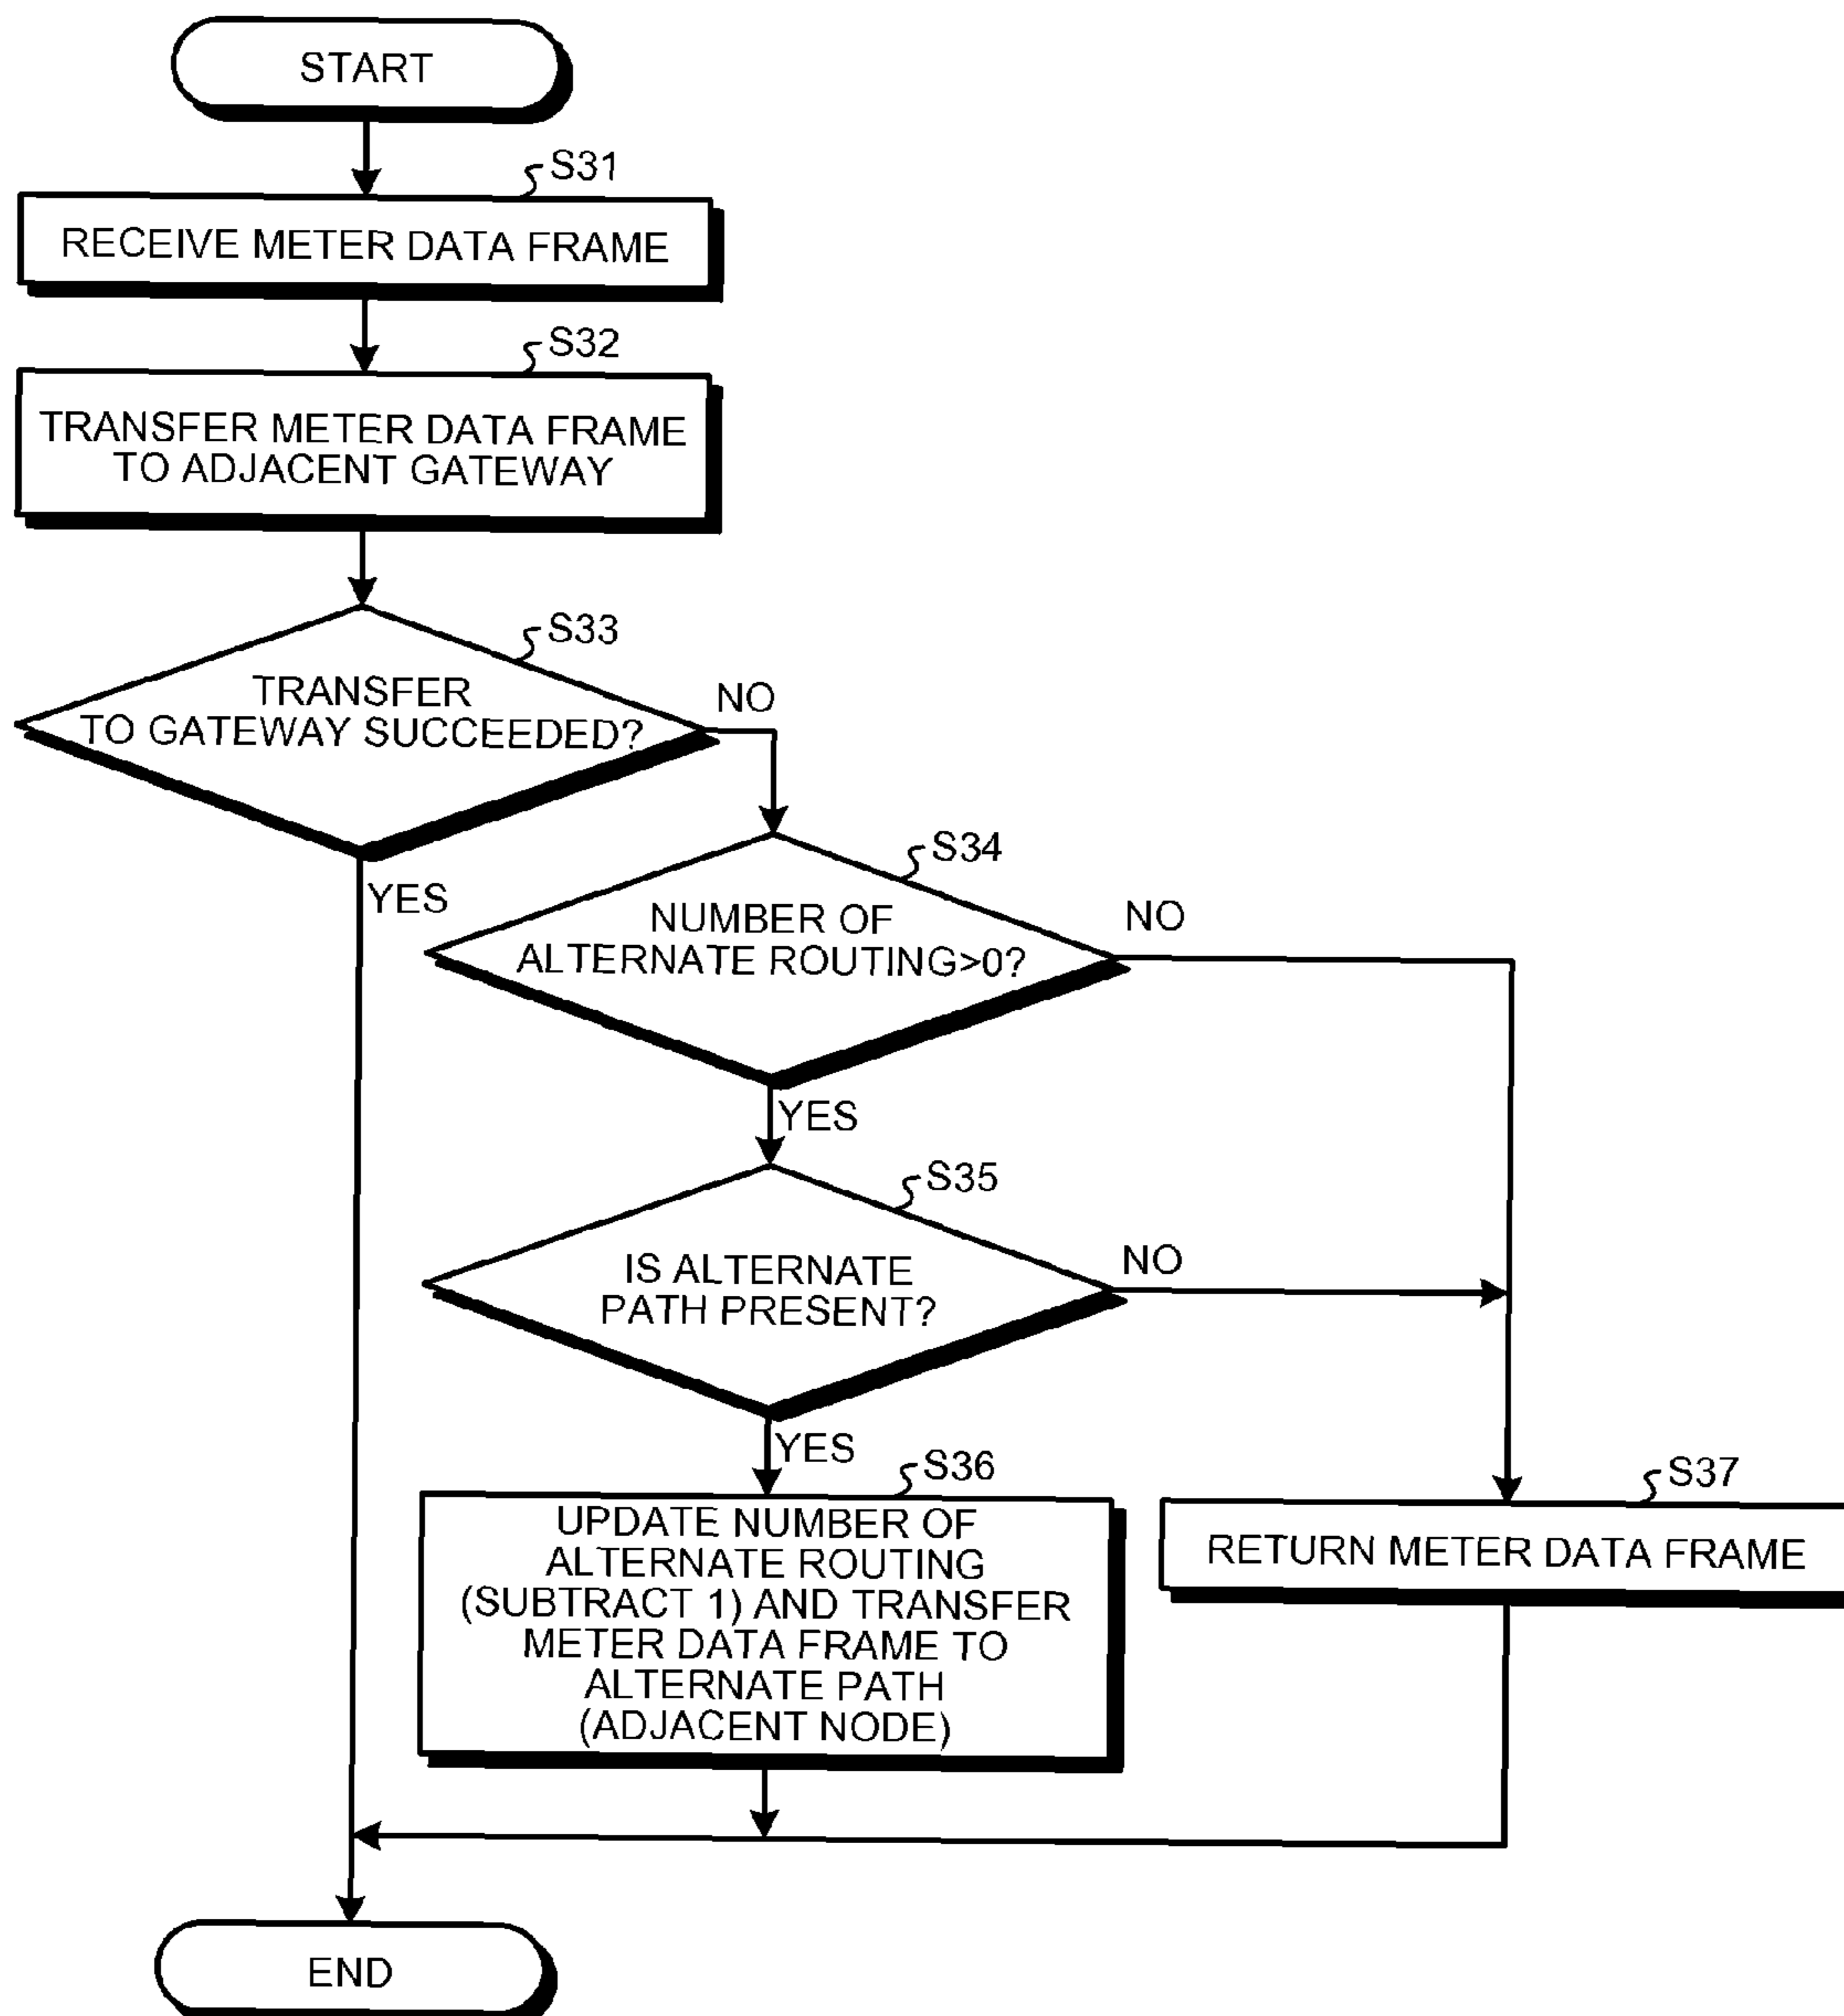 START
S31
RECEIVE METER DATA FRAME
S32
TRANSFER METER DATA FRAME
TO ADJACENT GATEWAY
S33
TRANSFER
TO GATEWAY SUCCEEDED?
NO
YES
S34
NUMBER OF
ALTERNATE ROUTING>0?
NO
YES
S35
IS ALTERNATE
PATH PRESENT?
NO
YES
S36
UPDATE NUMBER OF
ALTERNATE ROUTING
(SUBTRACT 1) AND TRANSFER
METER DATA FRAME TO
ALTERNATE PATH
(ADJACENT NODE)
S37
RETURN METER DATA FRAME
END